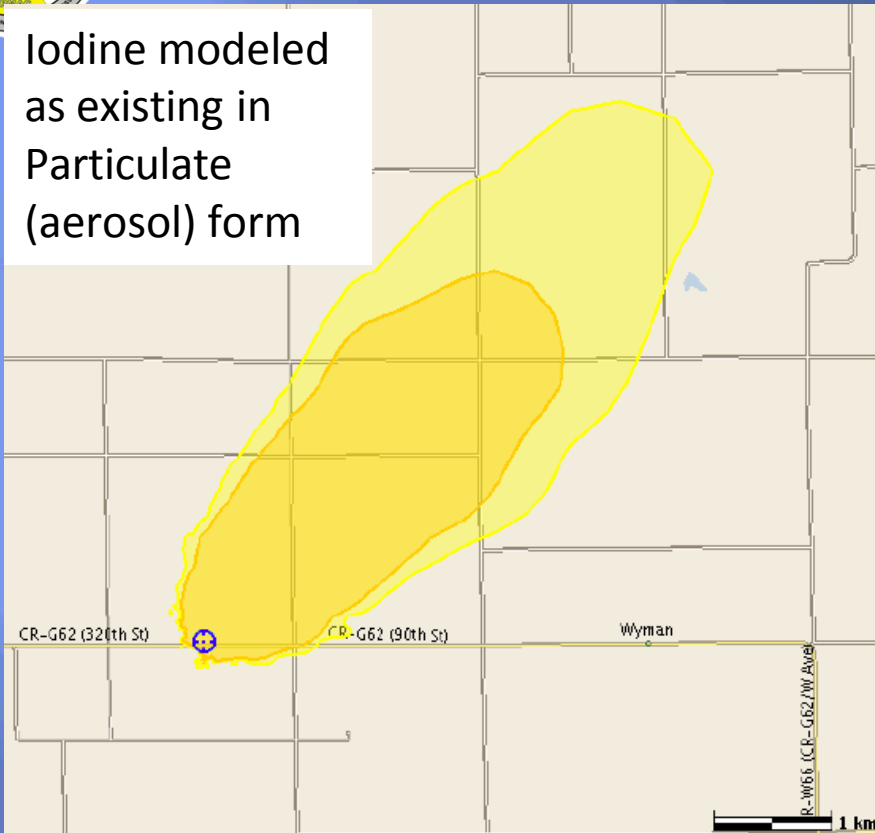 Iodine modeled
as existing in
Particulate
(aerosol) form
CR-G62 (320th St)
CR-G62 (90th St)
Wyman
R-W66 (CR-G62/W Ave)
1 km